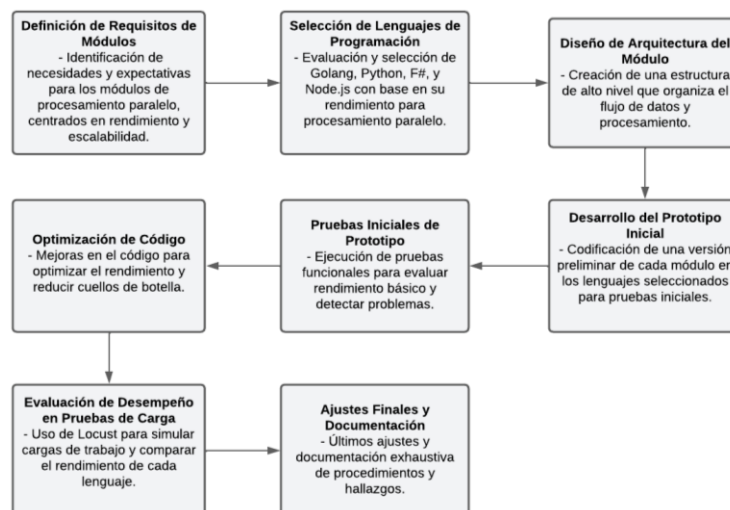 Definición de Requisitos de
Módulos
- Identificación de
necesidades y expectativas
para los módulos de
procesamiento paralelo,
centrados en rendimiento y
escalabilidad.
Selección de Lenguajes de
Programación
- Evaluación y selección de
Golang, Python, F#, y
Node.js con base en su
rendimiento para
procesamiento paralelo.
Diseño de Arquitectura del
Módulo
- Creación de una estructura
de alto nivel que organiza el
flujo de datos y
procesamiento.
Desarrollo del Prototipo
Inicial
- Codificación de una versión
preliminar de cada módulo en
los lenguajes seleccionados
para pruebas iniciales.
Pruebas Iniciales de
Prototipo
- Ejecución de pruebas
funcionales para evaluar
rendimiento básico y
detectar problemas.
Optimización de Código
- Mejoras en el código para
optimizar el rendimiento y
reducir cuellos de botella.
Evaluación de Desempeño
en Pruebas de Carga
- Uso de Locust para simular
cargas de trabajo y comparar
el rendimiento de cada
lenguaje.
Ajustes Finales y
Documentación
- Últimos ajustes y
documentación exhaustiva
de procedimientos y
hallazgos.